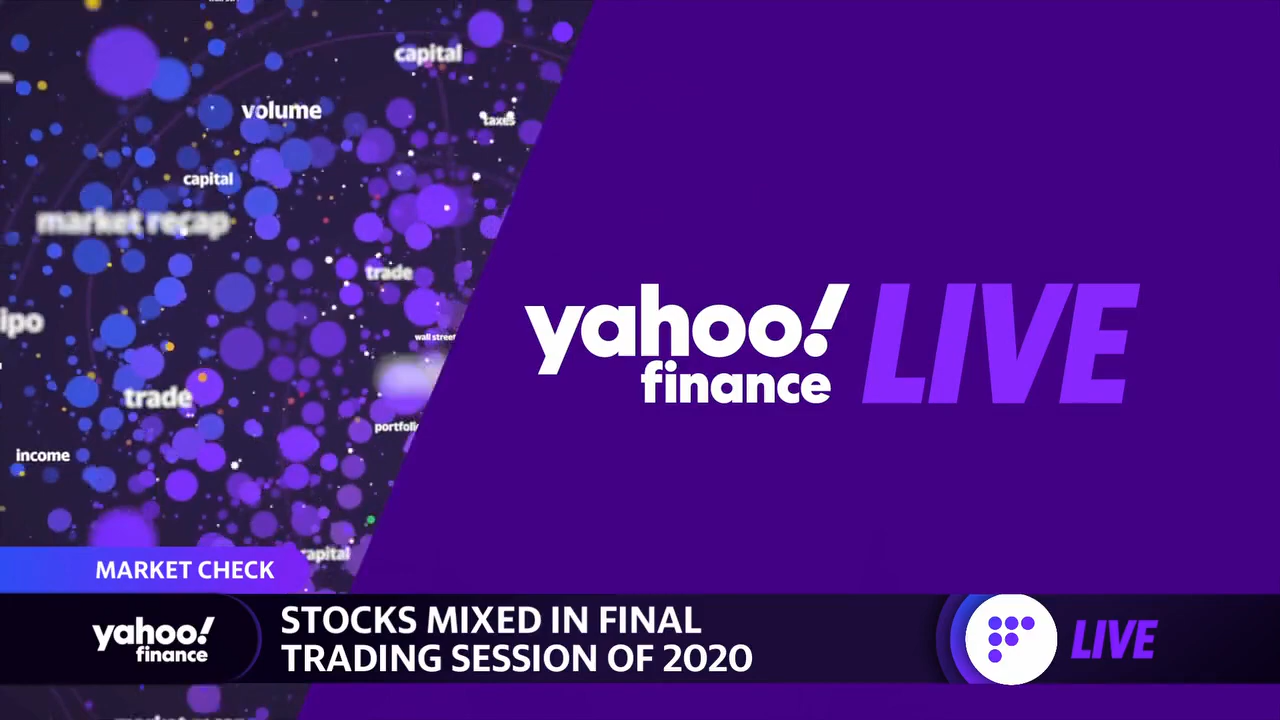 capital
volume
taxes
capital
market recap
trade
ipo
wall street
trade
portfolio
income
capital
yahoo!
finance
LIVE
MARKET CHECK
yahoo!
finance
STOCKS MIXED IN FINAL
TRADING SESSION OF 2020
LIVE